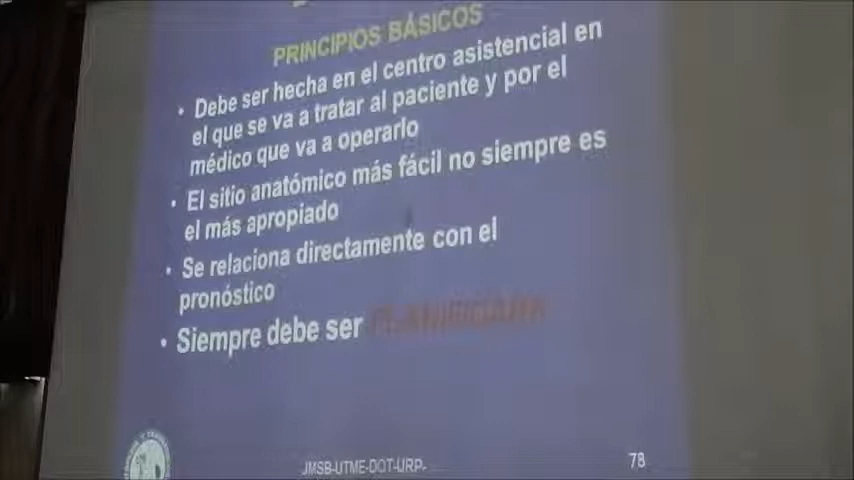 PRINCIPIOS BÁSICOS
• Debe ser hecha en el centro asistencial en
el que se va a tratar al paciente y por el
médico que va a operarlo
• El sitio anatómico más fácil no siempre es
el más apropiado
• Se relaciona directamente con el
pronóstico
• Siempre debe ser PLANIFICADA
JMSB-UTME-DOT-URP-
78